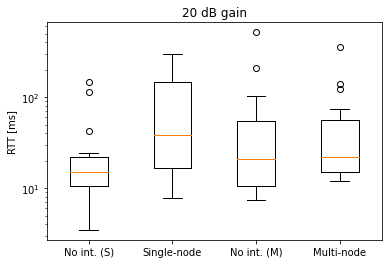 20 dB gain
RTT [ms]
10²
10¹
No int. (S) Single-node No int. (M) Multi-node